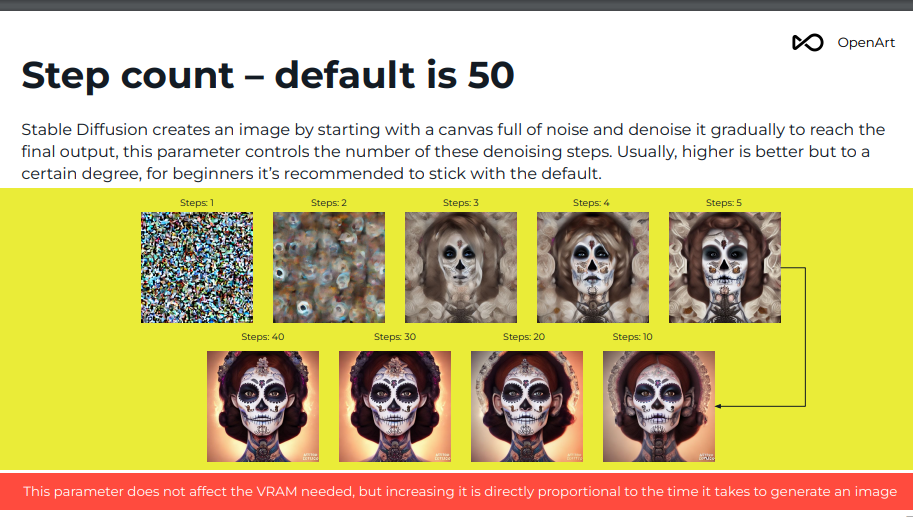 OpenArt
Step count – default is 50
Stable Diffusion creates an image by starting with a canvas full of noise and denoise it gradually to reach the
final output, this parameter controls the number of these denoising steps. Usually, higher is better but to a
certain degree, for beginners it’s recommended to stick with the default.
Steps: 1 Steps: 2 Steps: 3 Steps: 4 Steps: 5
Steps: 40 Steps: 30 Steps: 20 Steps: 10
This parameter does not affect the VRAM needed, but increasing it is directly proportional to the time it takes to generate an image